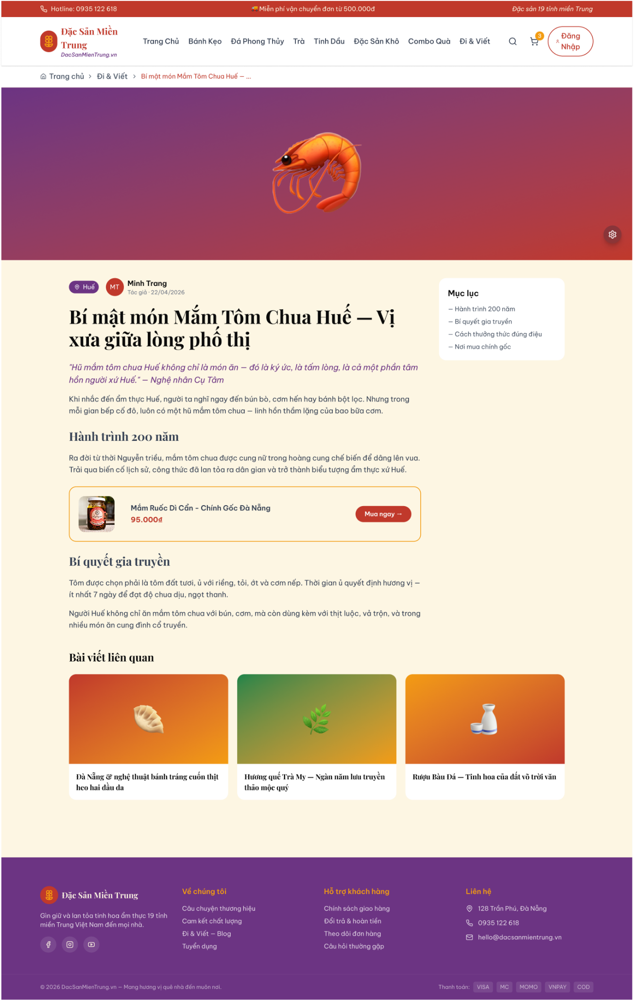 Hotline: 0935 122 618
Miễn phí vận chuyển đơn từ 500.000đ
Đặc sản 19 tỉnh miền Trung
Đặc Sản Miền
Trung
DacSanMienTrung.vn
Trang Chủ
Bánh Kẹo
Đá Phong Thủy
Trà
Tinh Dầu
Đặc Sản Khô
Combo Quà
Đi & Viết
3
Đăng
Nhập
Trang chủ
Đi & Viết
Bí mật món Mắm Tôm Chua Huế — ...
Huế
MT
Minh Trang
Tác giả · 22/04/2026
Bí mật món Mắm Tôm Chua Huế — Vị
xưa giữa lòng phố thị
"Hũ mắm tôm chua Huế không chỉ là món ăn — đó là ký ức, là tấm lòng, là cả một phần tâm
hồn người xứ Huế." — Nghệ nhân Cụ Tâm
Khi nhắc đến ẩm thực Huế, người ta nghĩ ngay đến bún bò, cơm hến hay bánh bột lọc. Nhưng trong
mỗi gian bếp cố đô, luôn có một hũ mắm tôm chua — linh hồn thầm lặng của bao bữa cơm.
Hành trình 200 năm
Ra đời từ thời Nguyễn triều, mắm tôm chua được cung nữ trong hoàng cung chế biến để dâng lên vua.
Trải qua biến cố lịch sử, công thức đã lan tỏa ra dân gian và trở thành biểu tượng ẩm thực xứ Huế.
Mắm Ruốc Dì Cẩn - Chính Gốc Đà Nẵng
95.000₫
Mua ngay →
Bí quyết gia truyền
Tôm được chọn phải là tôm đất tươi, ủ với riềng, tỏi, ớt và cơm nếp. Thời gian ủ quyết định hương vị —
ít nhất 7 ngày để đạt độ chua dịu, ngọt thanh.
Người Huế không chỉ ăn mắm tôm chua với bún, cơm, mà còn dùng kèm với thịt luộc, vả trộn, và trong
nhiều món ăn cung đình cổ truyền.
Mục lục
— Hành trình 200 năm
— Bí quyết gia truyền
— Cách thưởng thức đúng điệu
— Nơi mua chính gốc
Bài viết liên quan
Đà Nẵng & nghệ thuật bánh tráng cuốn thịt
heo hai đầu da
Hương quế Trà My — Ngàn năm lưu truyền
thảo mộc quý
Rượu Bàu Đá — Tinh hoa của đất võ trời văn
Đặc Sản Miền Trung
Gìn giữ và lan tỏa tinh hoa ẩm thực 19 tỉnh
miền Trung Việt Nam đến mọi nhà.
Về chúng tôi
Câu chuyện thương hiệu
Cam kết chất lượng
Đi & Viết — Blog
Tuyển dụng
Hỗ trợ khách hàng
Chính sách giao hàng
Đổi trả & hoàn tiền
Theo dõi đơn hàng
Câu hỏi thường gặp
Liên hệ
128 Trần Phú, Đà Nẵng
0935 122 618
hello@dacsanmientrung.vn
© 2026 DacSanMienTrung.vn — Mang hương vị quê nhà đến muôn nơi.
Thanh toán:
VISA
MC
MOMO
VNPAY
COD